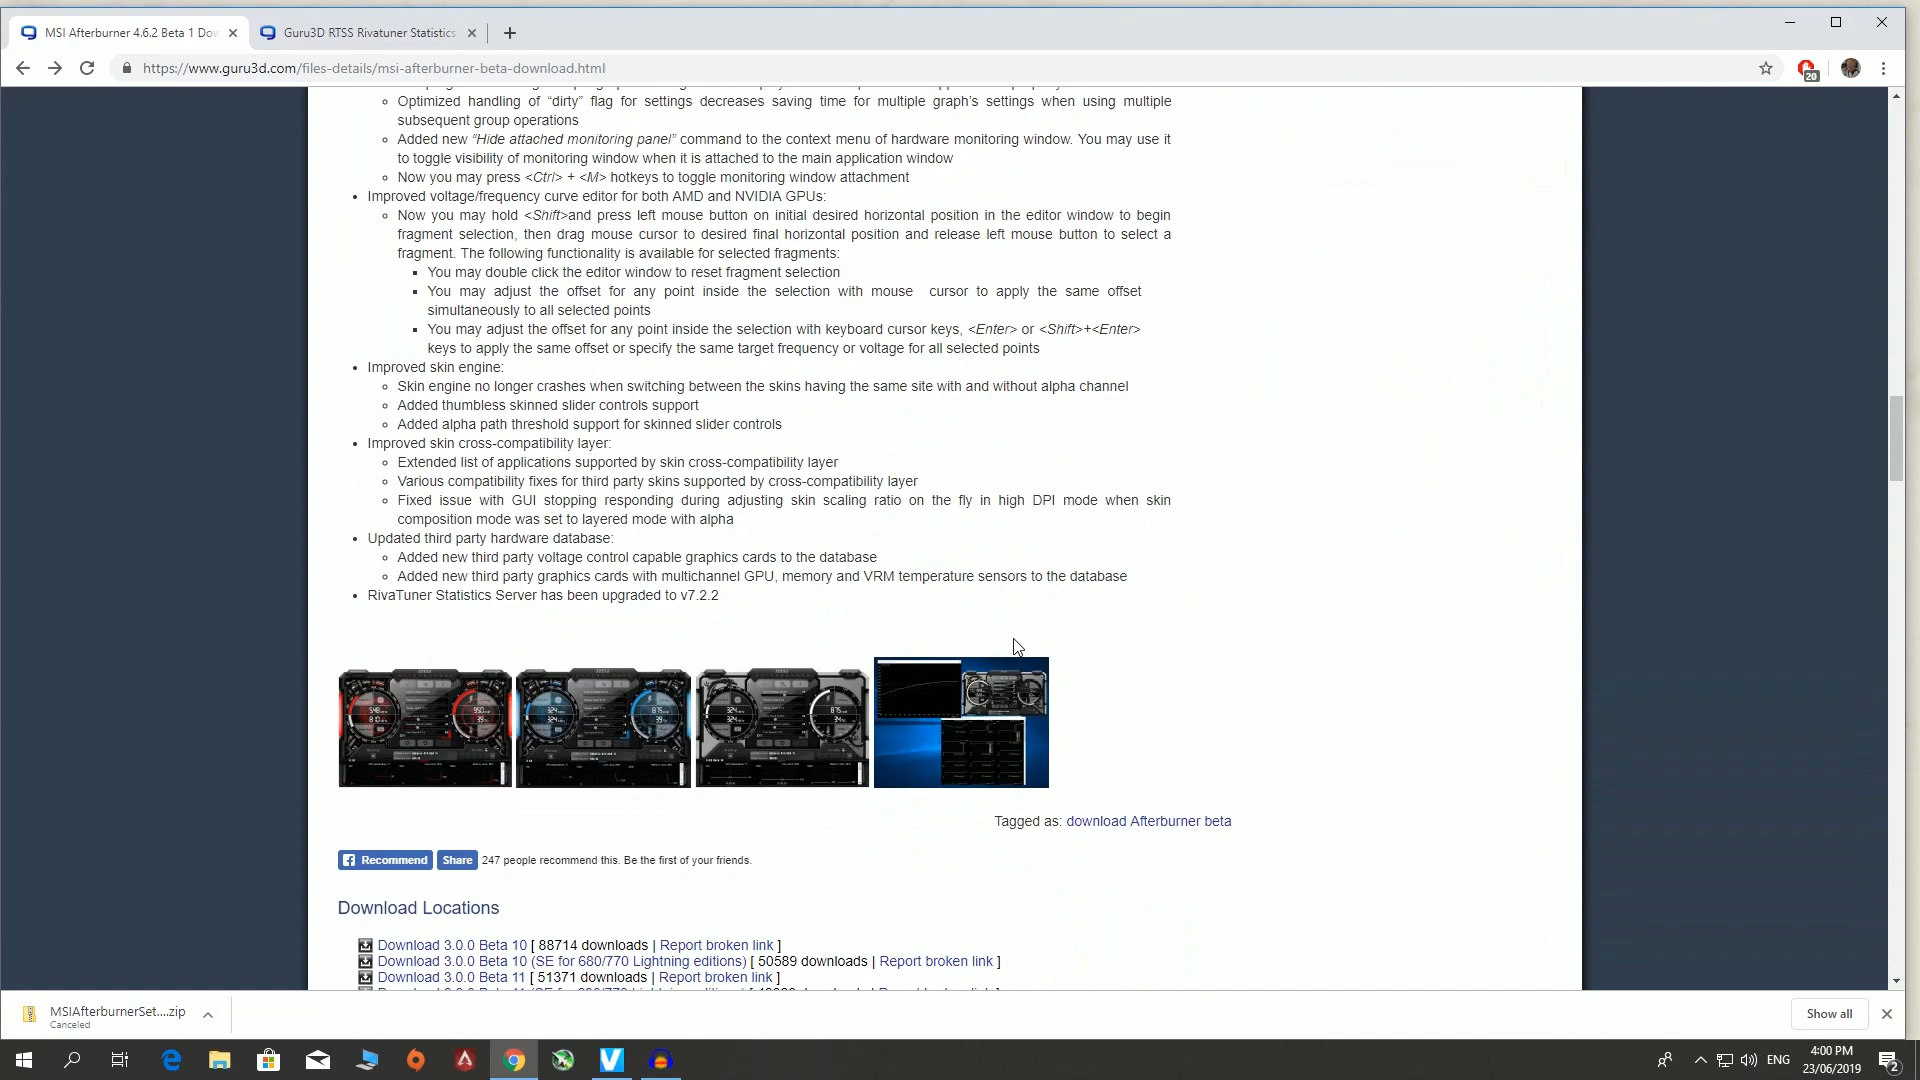 MSI Afterburner 4.6.2 Beta 1 Dow
Guru3D RTSS Rivatuner Statistics
https://www.guru3d.com/files-details/msi-afterburner-beta-download.html
20
Optimized handling of “dirty” flag for settings decreases saving time for multiple graph’s settings when using multiple
subsequent group operations
Added new “Hide attached monitoring panel” command to the context menu of hardware monitoring window. You may use it
to toggle visibility of monitoring window when it is attached to the main application window
Now you may press <Ctrl> + <M> hotkeys to toggle monitoring window attachment
Improved voltage/frequency curve editor for both AMD and NVIDIA GPUs:
Now you may hold <Shift>and press left mouse button on initial desired horizontal position in the editor window to begin
fragment selection, then drag mouse cursor to desired final horizontal position and release left mouse button to select a
fragment. The following functionality is available for selected fragments:
You may double click the editor window to reset fragment selection
You may adjust the offset for any point inside the selection with mouse cursor to apply the same offset
simultaneously to all selected points
You may adjust the offset for any point inside the selection with keyboard cursor keys, <Enter> or <Shift>+<Enter>
keys to apply the same offset or specify the same target frequency or voltage for all selected points
Improved skin engine:
Skin engine no longer crashes when switching between the skins having the same site with and without alpha channel
Added thumbless skinned slider controls support
Added alpha path threshold support for skinned slider controls
Improved skin cross-compatibility layer:
Extended list of applications supported by skin cross-compatibility layer
Various compatibility fixes for third party skins supported by cross-compatibility layer
Fixed issue with GUI stopping responding during adjusting skin scaling ratio on the fly in high DPI mode when skin
composition mode was set to layered mode with alpha
Updated third party hardware database:
Added new third party voltage control capable graphics cards to the database
Added new third party graphics cards with multichannel GPU, memory and VRM temperature sensors to the database
RivaTuner Statistics Server has been upgraded to v7.2.2
Tagged as: download Afterburner beta
Recommend Share 247 people recommend this. Be the first of your friends.
Download Locations
Download 3.0.0 Beta 10 [ 88714 downloads | Report broken link ]
Download 3.0.0 Beta 10 (SE for 680/770 Lightning editions) [ 50589 downloads | Report broken link ]
Download 3.0.0 Beta 11 [ 51371 downloads | Report broken link ]
MSIAfterburnerSet....zip
Canceled
Show all
ENG
4:00 PM
23/06/2019
2